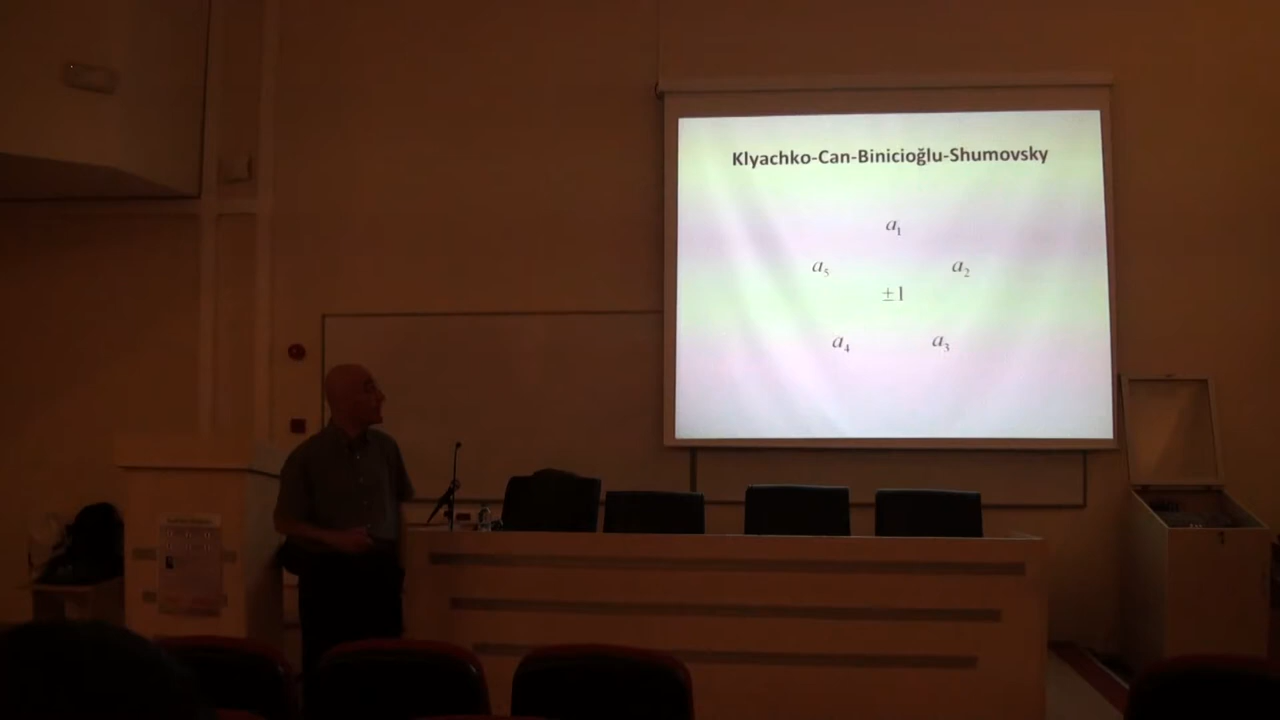 Klyachko-Can-Binicioğlu-Shumovsky
a₁
a₅ a₂
±1
a₄ a₃